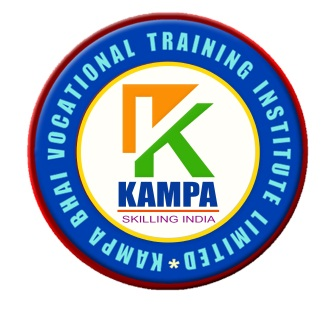 KAMPA BHAI VOCATIONAL TRAINING INSTITUTE LIMITED*
KAMPA
SKILLING INDIA